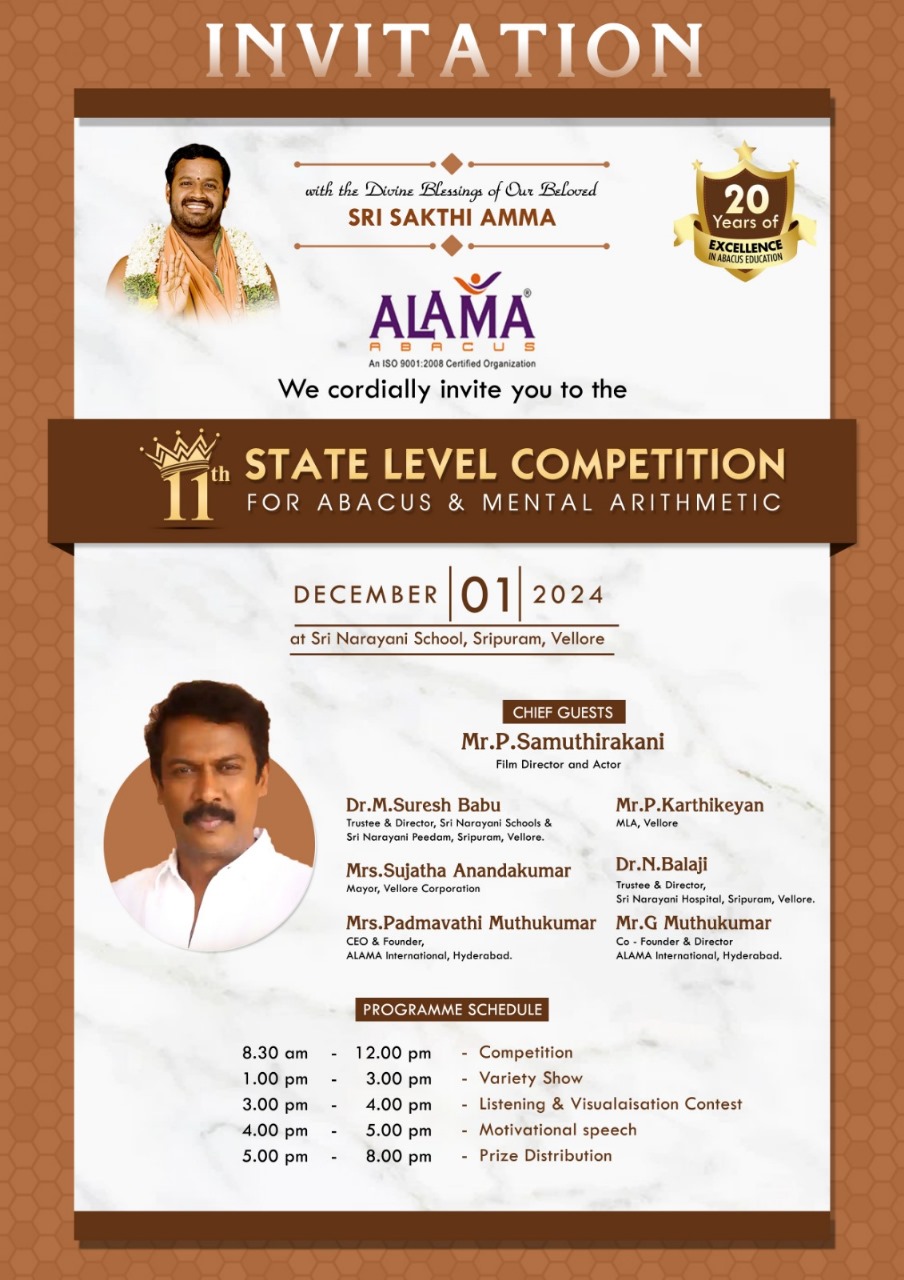 INVITATION
with the Divine Blessings of Our Beloved
SRI SAKTHI AMMA
20
Years of
EXCELLENCE
IN ABACUS EDUCATION
ALAMA®
ABACUS
An ISO 9001:2008 Certified Organization
We cordially invite you to the
11th STATE LEVEL COMPETITION
FOR ABACUS & MENTAL ARITHMETIC
DECEMBER 01 2024
at Sri Narayani School, Sripuram, Vellore
CHIEF GUESTS
Mr.P.Samuthirakani
Film Director and Actor
Dr.M.Suresh Babu
Trustee & Director, Sri Narayani Schools &
Sri Narayani Peedam, Sripuram, Vellore.
Mr.P.Karthikeyan
MLA, Vellore
Mrs.Sujatha Anandakumar
Mayor, Vellore Corporation
Dr.N.Balaji
Trustee & Director,
Sri Narayani Hospital, Sripuram, Vellore.
Mrs.Padmavathi Muthukumar
CEO & Founder,
ALAMA International, Hyderabad.
Mr.G Muthukumar
Co - Founder & Director
ALAMA International, Hyderabad.
PROGRAMME SCHEDULE
8.30 am - 12.00 pm - Competition
1.00 pm - 3.00 pm - Variety Show
3.00 pm - 4.00 pm - Listening & Visualaisation Contest
4.00 pm - 5.00 pm - Motivational speech
5.00 pm - 8.00 pm - Prize Distribution